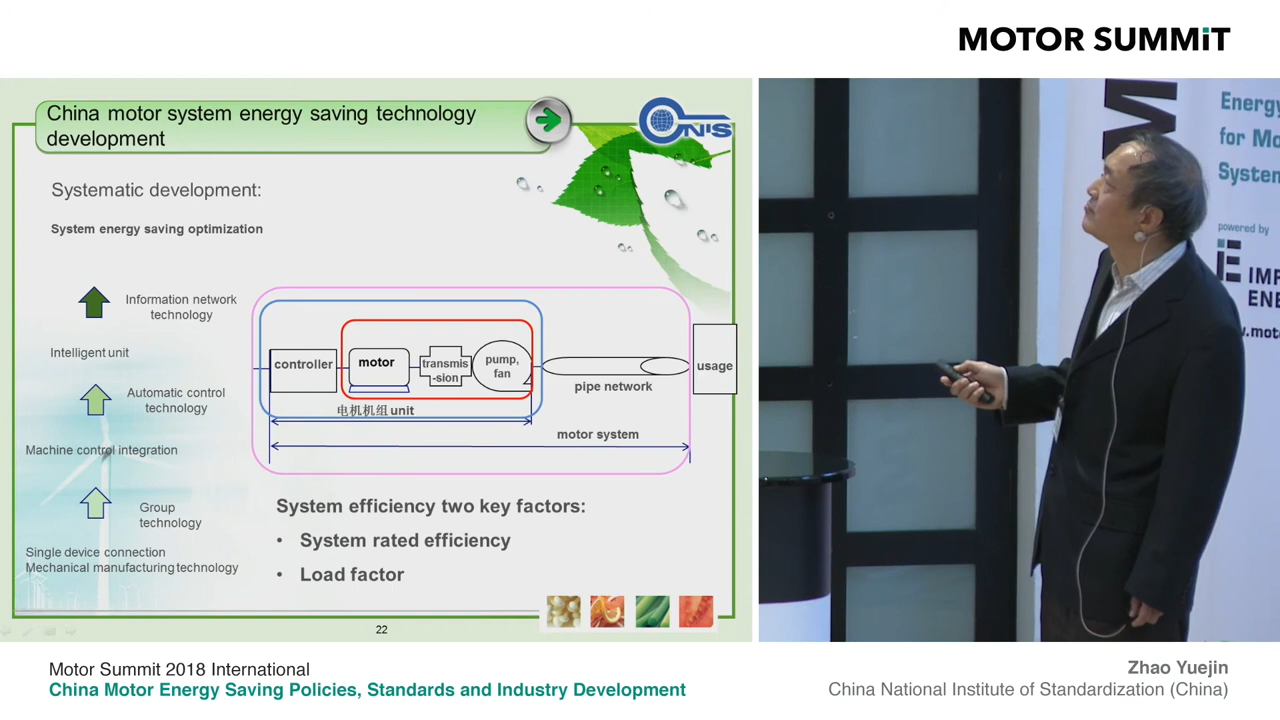 MOTOR SUMMiT
China motor system energy saving technology
development
NIS
Systematic development:
System energy saving optimization
Information network
technology
Intelligent unit
Automatic control
technology
Machine control integration
Group
technology
Single device connection
Mechanical manufacturing technology
controller
motor
transmis
-sion
pump,
fan
pipe network
usage
电机机组 unit
motor system
System efficiency two key factors:
• System rated efficiency
• Load factor
22
Energy
for Mo
System
powered by
iE IMP
ENE
.mot
Motor Summit 2018 International
China Motor Energy Saving Policies, Standards and Industry Development
Zhao Yuejin
China National Institute of Standardization (China)